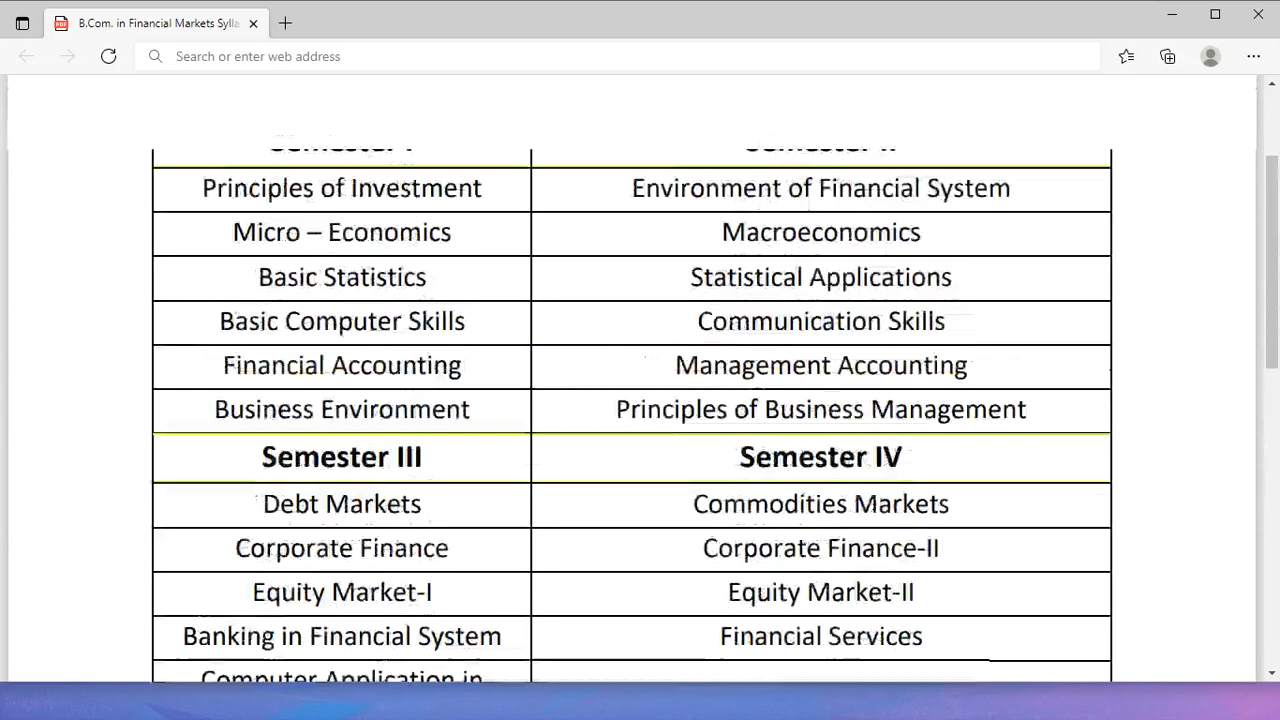 B.Com. in Financial Markets Sylla
Search or enter web address
Principles of Investment
Environment of Financial System
Micro – Economics
Macroeconomics
Basic Statistics
Statistical Applications
Basic Computer Skills
Communication Skills
Financial Accounting
Management Accounting
Business Environment
Principles of Business Management
Semester III
Semester IV
Debt Markets
Commodities Markets
Corporate Finance
Corporate Finance-II
Equity Market-I
Equity Market-II
Banking in Financial System
Financial Services
Computer Application in